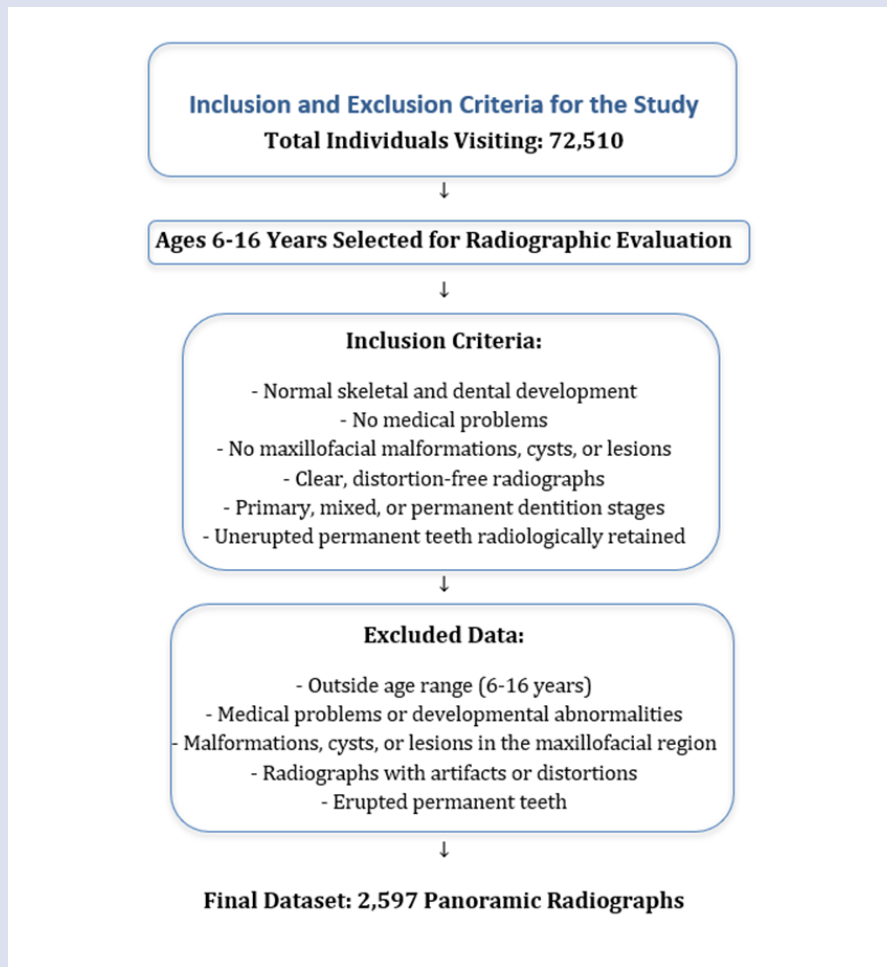 Inclusion and Exclusion Criteria for the Study
Total Individuals Visiting: 72,510
↓
Ages 6-16 Years Selected for Radiographic Evaluation
↓
Inclusion Criteria:
- Normal skeletal and dental development
- No medical problems
- No maxillofacial malformations, cysts, or lesions
- Clear, distortion-free radiographs
- Primary, mixed, or permanent dentition stages
- Unerupted permanent teeth radiologically retained
↓
Excluded Data:
- Outside age range (6-16 years)
- Medical problems or developmental abnormalities
- Malformations, cysts, or lesions in the maxillofacial region
- Radiographs with artifacts or distortions
- Erupted permanent teeth
↓
Final Dataset: 2,597 Panoramic Radiographs